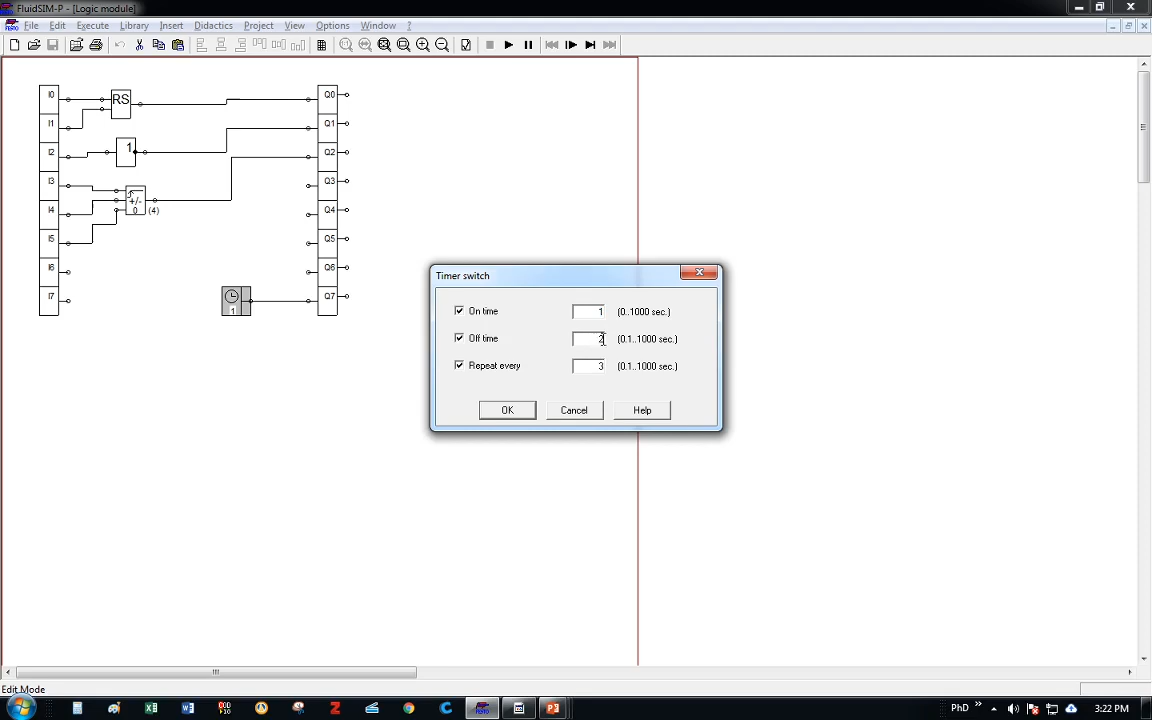 FluidSIM-P - [Logic module]
File Edit Execute Library Insert Didactics Project View Options Window ?
I0 RS Q0
I1 Q1
I2 1 Q2
I3 Q3
+/-
I4 0 (4) Q4
I5 Q5
I6 Q6
I7 1 Q7
Timer switch
On time 1 (0..1000 sec.)
Off time 2 (0.1..1000 sec.)
Repeat every 3 (0.1..1000 sec.)
OK Cancel Help
Edit Mode
PhD » 3:22 PM